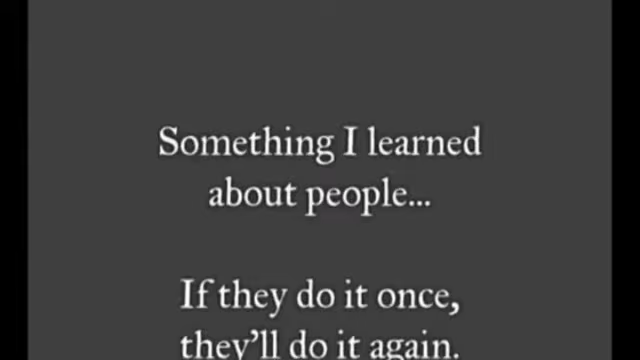 Something I learned
about people...
If they do it once,
they'll do it again.